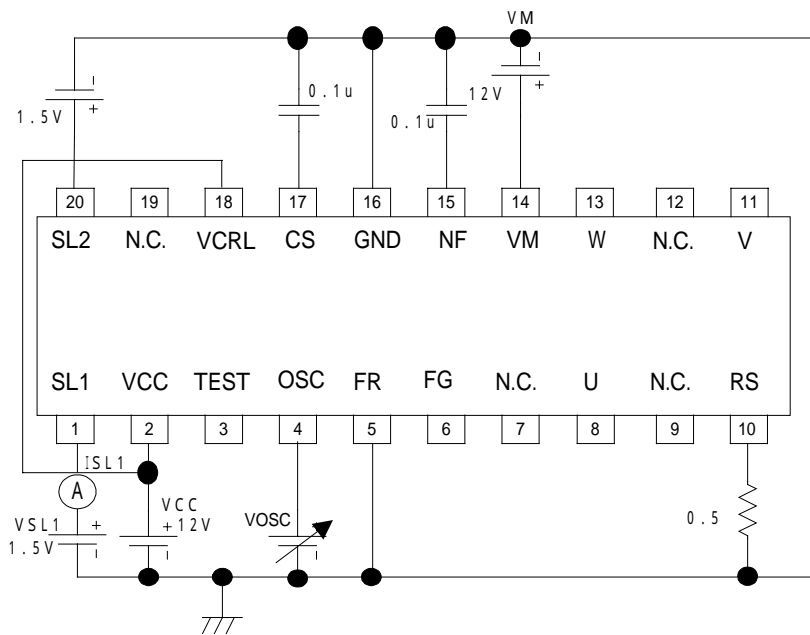 VM
0.1u
12V
1.5V
0.1u
20 19 18 17 16 15 14 13 12 11
SL2 N.C. VCRL CS GND NF VM W N.C. V
SL1 VCC TEST OSC FR FG N.C. U N.C. RS
1 2 3 4 5 6 7 8 9 10
ISL1
A
VCC
VSL1 + + 12V VOSC
1.5V
0.5